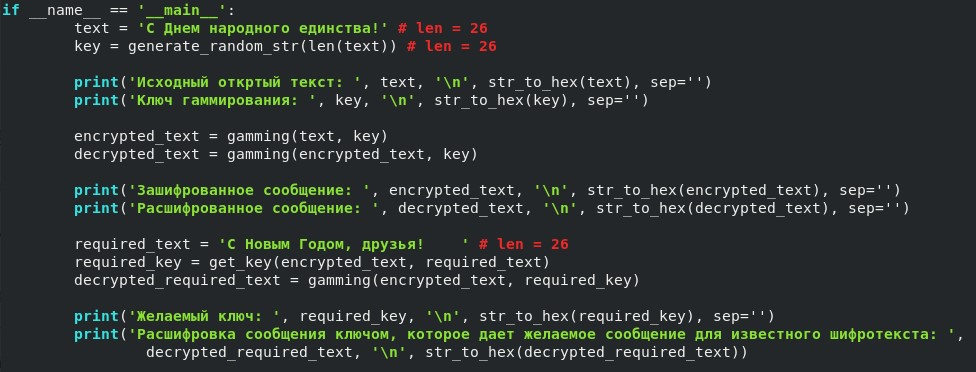 if __name__ == '__main__':
        text = 'С Днем народного единства!' # len = 26
        key = generate_random_str(len(text)) # len = 26

        print('Исходный откртый текст: ', text, '\n', str_to_hex(text), sep='')
        print('Ключ гаммирования: ', key, '\n', str_to_hex(key), sep='')

        encrypted_text = gamming(text, key)
        decrypted_text = gamming(encrypted_text, key)

        print('Зашифрованное сообщение: ', encrypted_text, '\n', str_to_hex(encrypted_text), sep='')
        print('Расшифрованное сообщение: ', decrypted_text, '\n', str_to_hex(decrypted_text), sep='')

        required_text = 'С Новым Годом, друзья!    ' # len = 26
        required_key = get_key(encrypted_text, required_text)
        decrypted_required_text = gamming(encrypted_text, required_key)

        print('Желаемый ключ: ', required_key, '\n', str_to_hex(required_key), sep='')
        print('Расшифровка сообщения ключом, которое дает желаемое сообщение для известного шифротекста: ',
                decrypted_required_text, '\n', str_to_hex(decrypted_required_text))